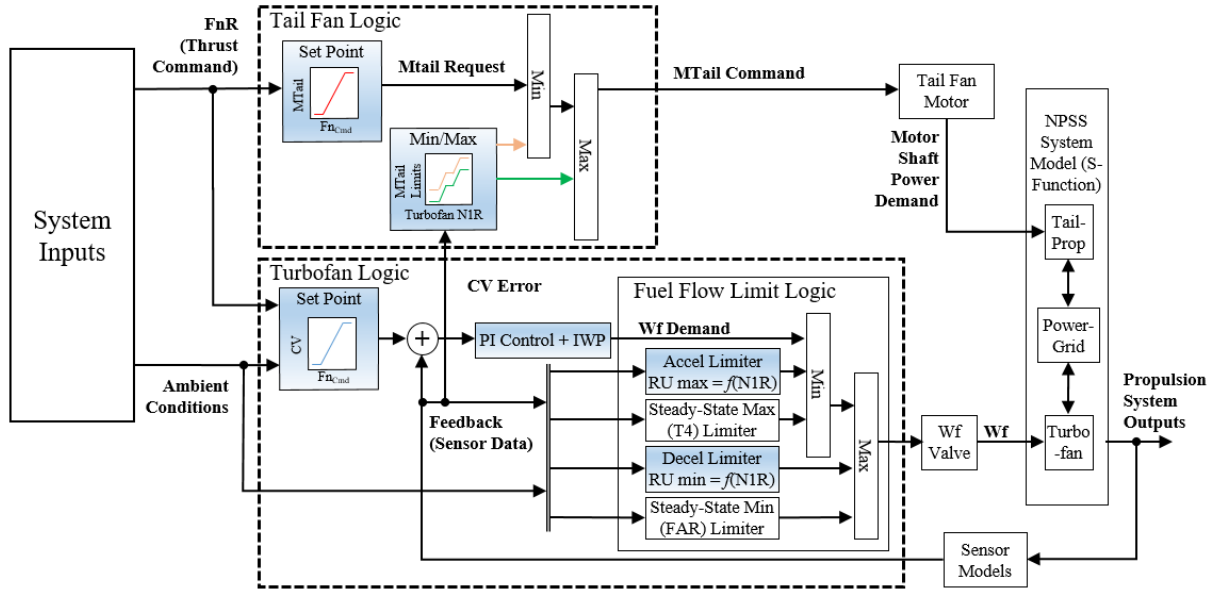 System
Inputs
FnR
(Thrust
Command)
Ambient
Conditions
Tail Fan Logic
Set Point
MTail
Fn_Cmd
Mtail Request
Min/Max
MTail
Limits
Turbofan N1R
Min
Max
MTail Command
Tail Fan
Motor
Motor
Shaft
Power
Demand
NPSS
System
Model (S-
Function)
Tail-
Prop
Power-
Grid
Turbo
-fan
Turbofan Logic
Set Point
CV
Fn_Cmd
+
CV Error
PI Control + IWP
Feedback
(Sensor Data)
Fuel Flow Limit Logic
Wf Demand
Accel Limiter
RU max = f(N1R)
Steady-State Max
(T4) Limiter
Decel Limiter
RU min = f(N1R)
Steady-State Min
(FAR) Limiter
Min
Max
Wf
Valve
Wf
Propulsion
System
Outputs
Sensor
Models